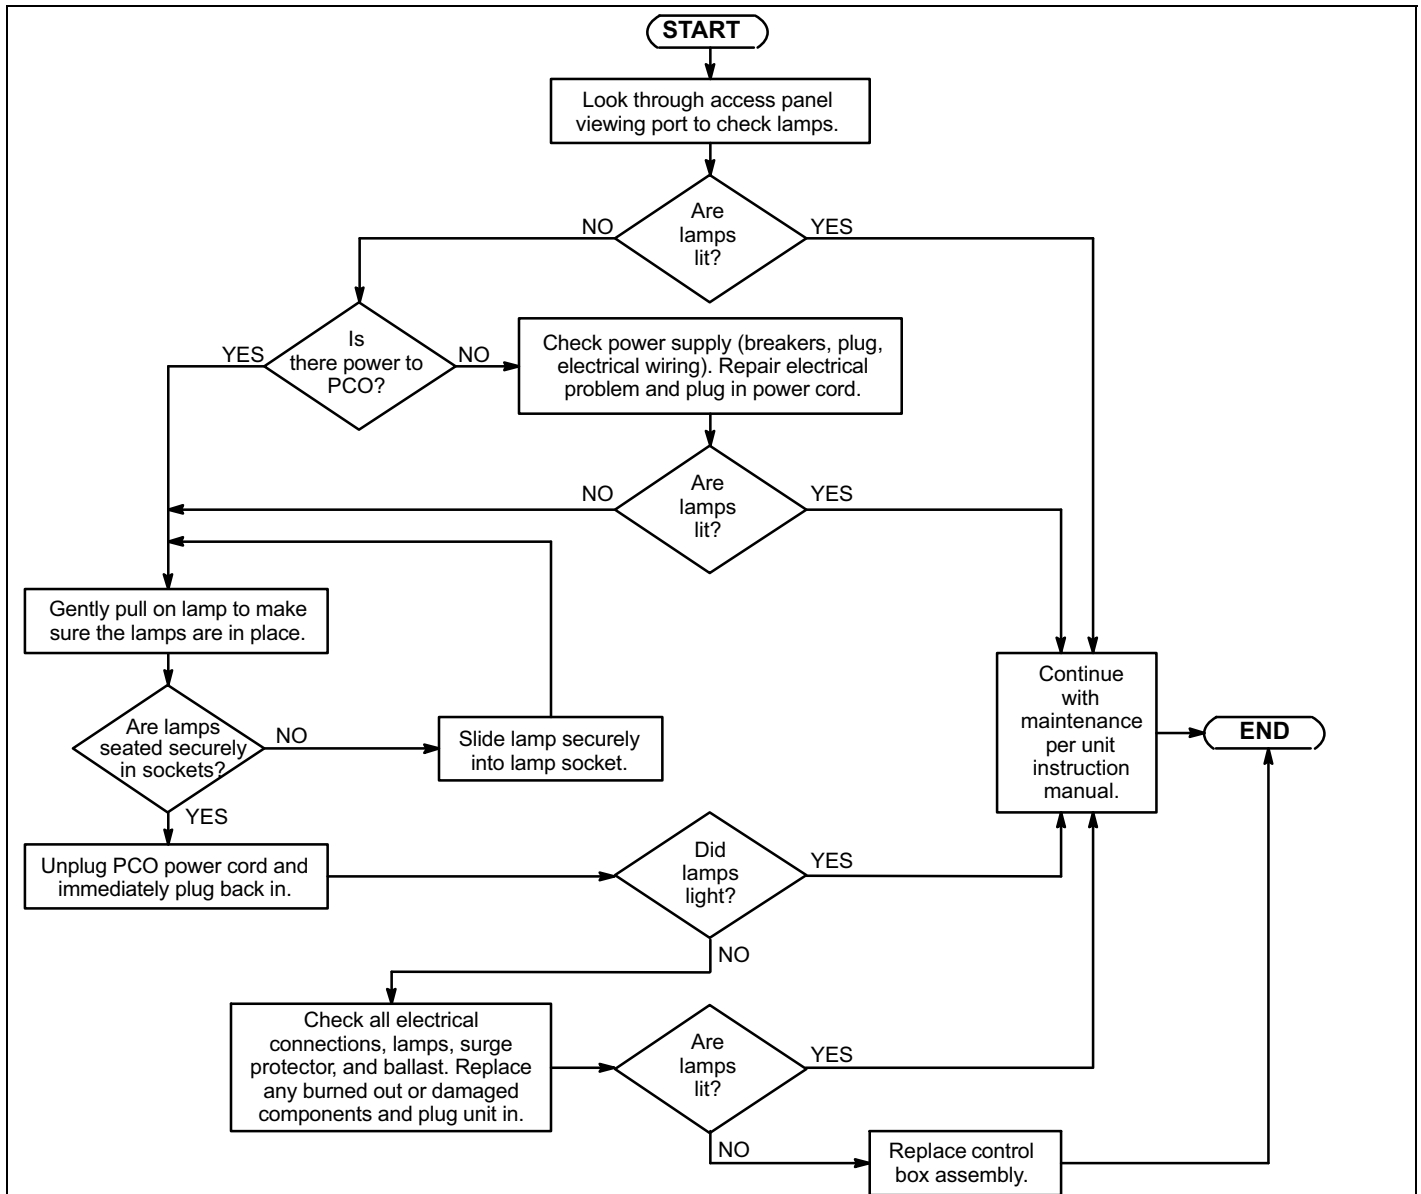 START
Look through access panel
viewing port to check lamps.
Are
lamps
lit?
NO
YES
Is
there power to
PCO?
YES
NO
Check power supply (breakers, plug,
electrical wiring). Repair electrical
problem and plug in power cord.
Are
lamps
lit?
NO
YES
Gently pull on lamp to make
sure the lamps are in place.
Are lamps
seated securely
in sockets?
NO
Slide lamp securely
into lamp socket.
YES
Continue
with
maintenance
per unit
instruction
manual.
END
Unplug PCO power cord and
immediately plug back in.
Did
lamps
light?
YES
NO
Check all electrical
connections, lamps, surge
protector, and ballast. Replace
any burned out or damaged
components and plug unit in.
Are
lamps
lit?
YES
NO
Replace control
box assembly.